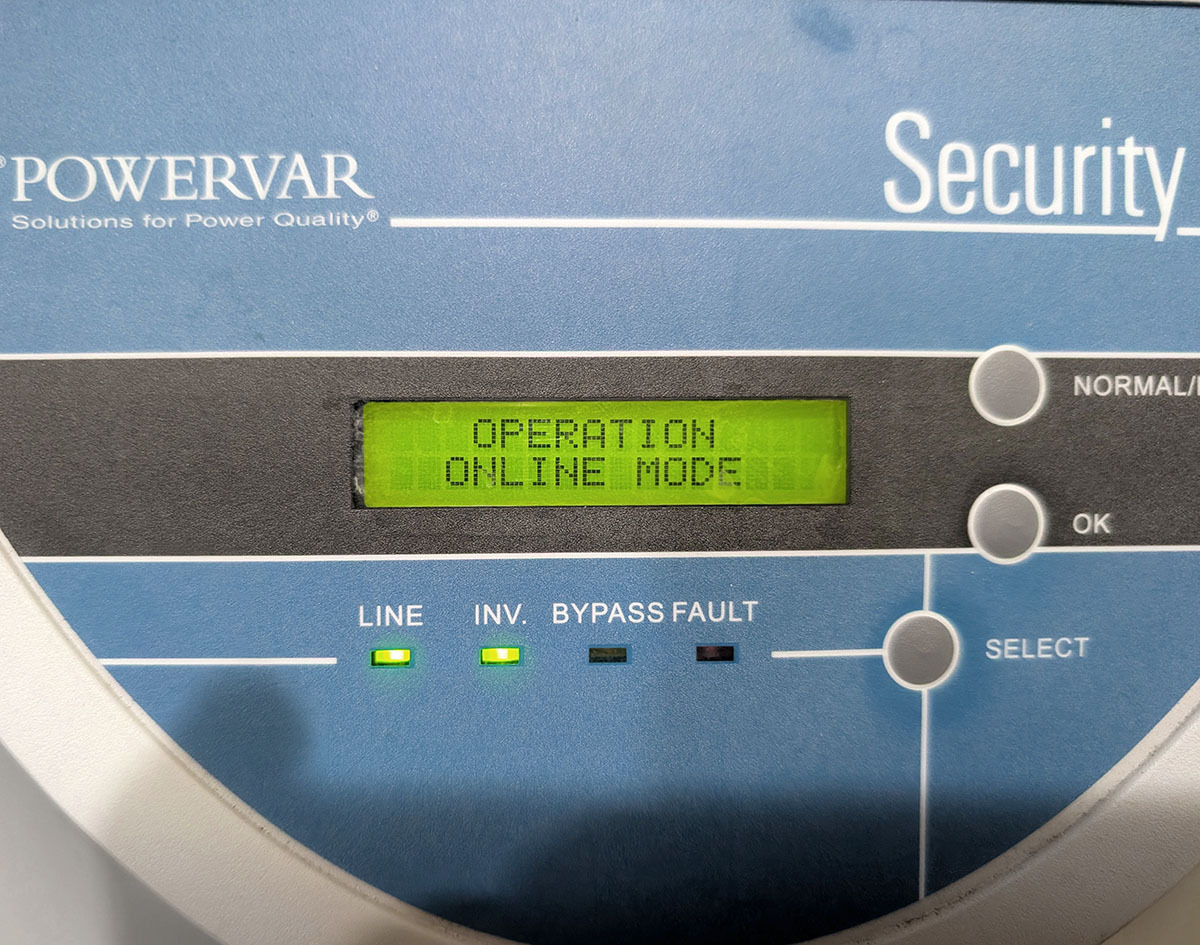 ® POWERVAR
Solutions for Power Quality®
Security
NORMAL/
OPERATION
ONLINE MODE
OK
LINE INV. BYPASS FAULT
SELECT